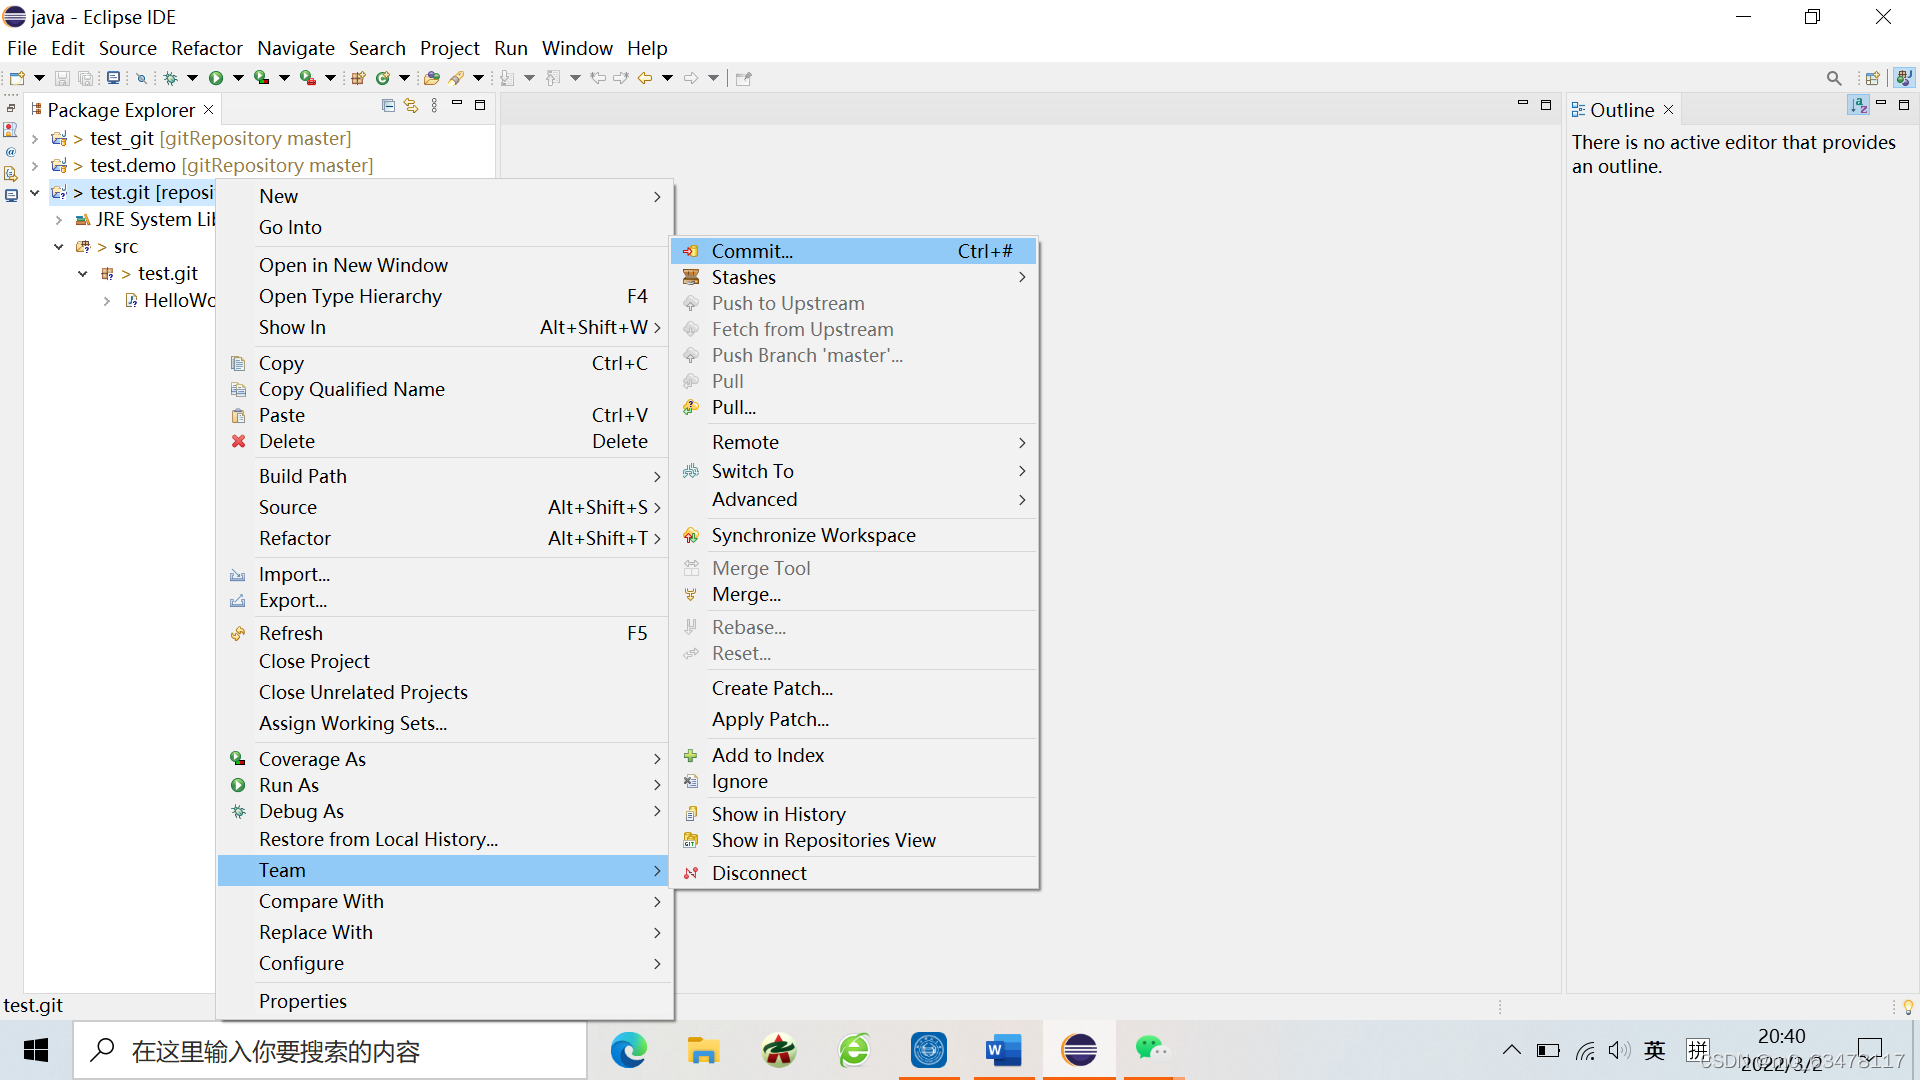 java - Eclipse IDE
File Edit Source Refactor Navigate Search Project Run Window Help
Package Explorer
> test_git [gitRepository master]
> test.demo [gitRepository master]
> test.git [reposi
JRE System Lib
> src
> test.git
HelloWo
New
Go Into
Open in New Window
Open Type Hierarchy F4
Show In Alt+Shift+W
Copy Ctrl+C
Copy Qualified Name
Paste Ctrl+V
Delete Delete
Build Path
Source Alt+Shift+S
Refactor Alt+Shift+T
Import...
Export...
Refresh F5
Close Project
Close Unrelated Projects
Assign Working Sets...
Coverage As
Run As
Debug As
Restore from Local History...
Team
Compare With
Replace With
Configure
Properties
Commit... Ctrl+#
Stashes
Push to Upstream
Fetch from Upstream
Push Branch 'master'...
Pull
Pull...
Remote
Switch To
Advanced
Synchronize Workspace
Merge Tool
Merge...
Rebase...
Reset...
Create Patch...
Apply Patch...
Add to Index
Ignore
Show in History
Show in Repositories View
Disconnect
Outline
There is no active editor that provides
an outline.
test.git
在这里输入你要搜索的内容
英
拼
20:40
2022/3/2